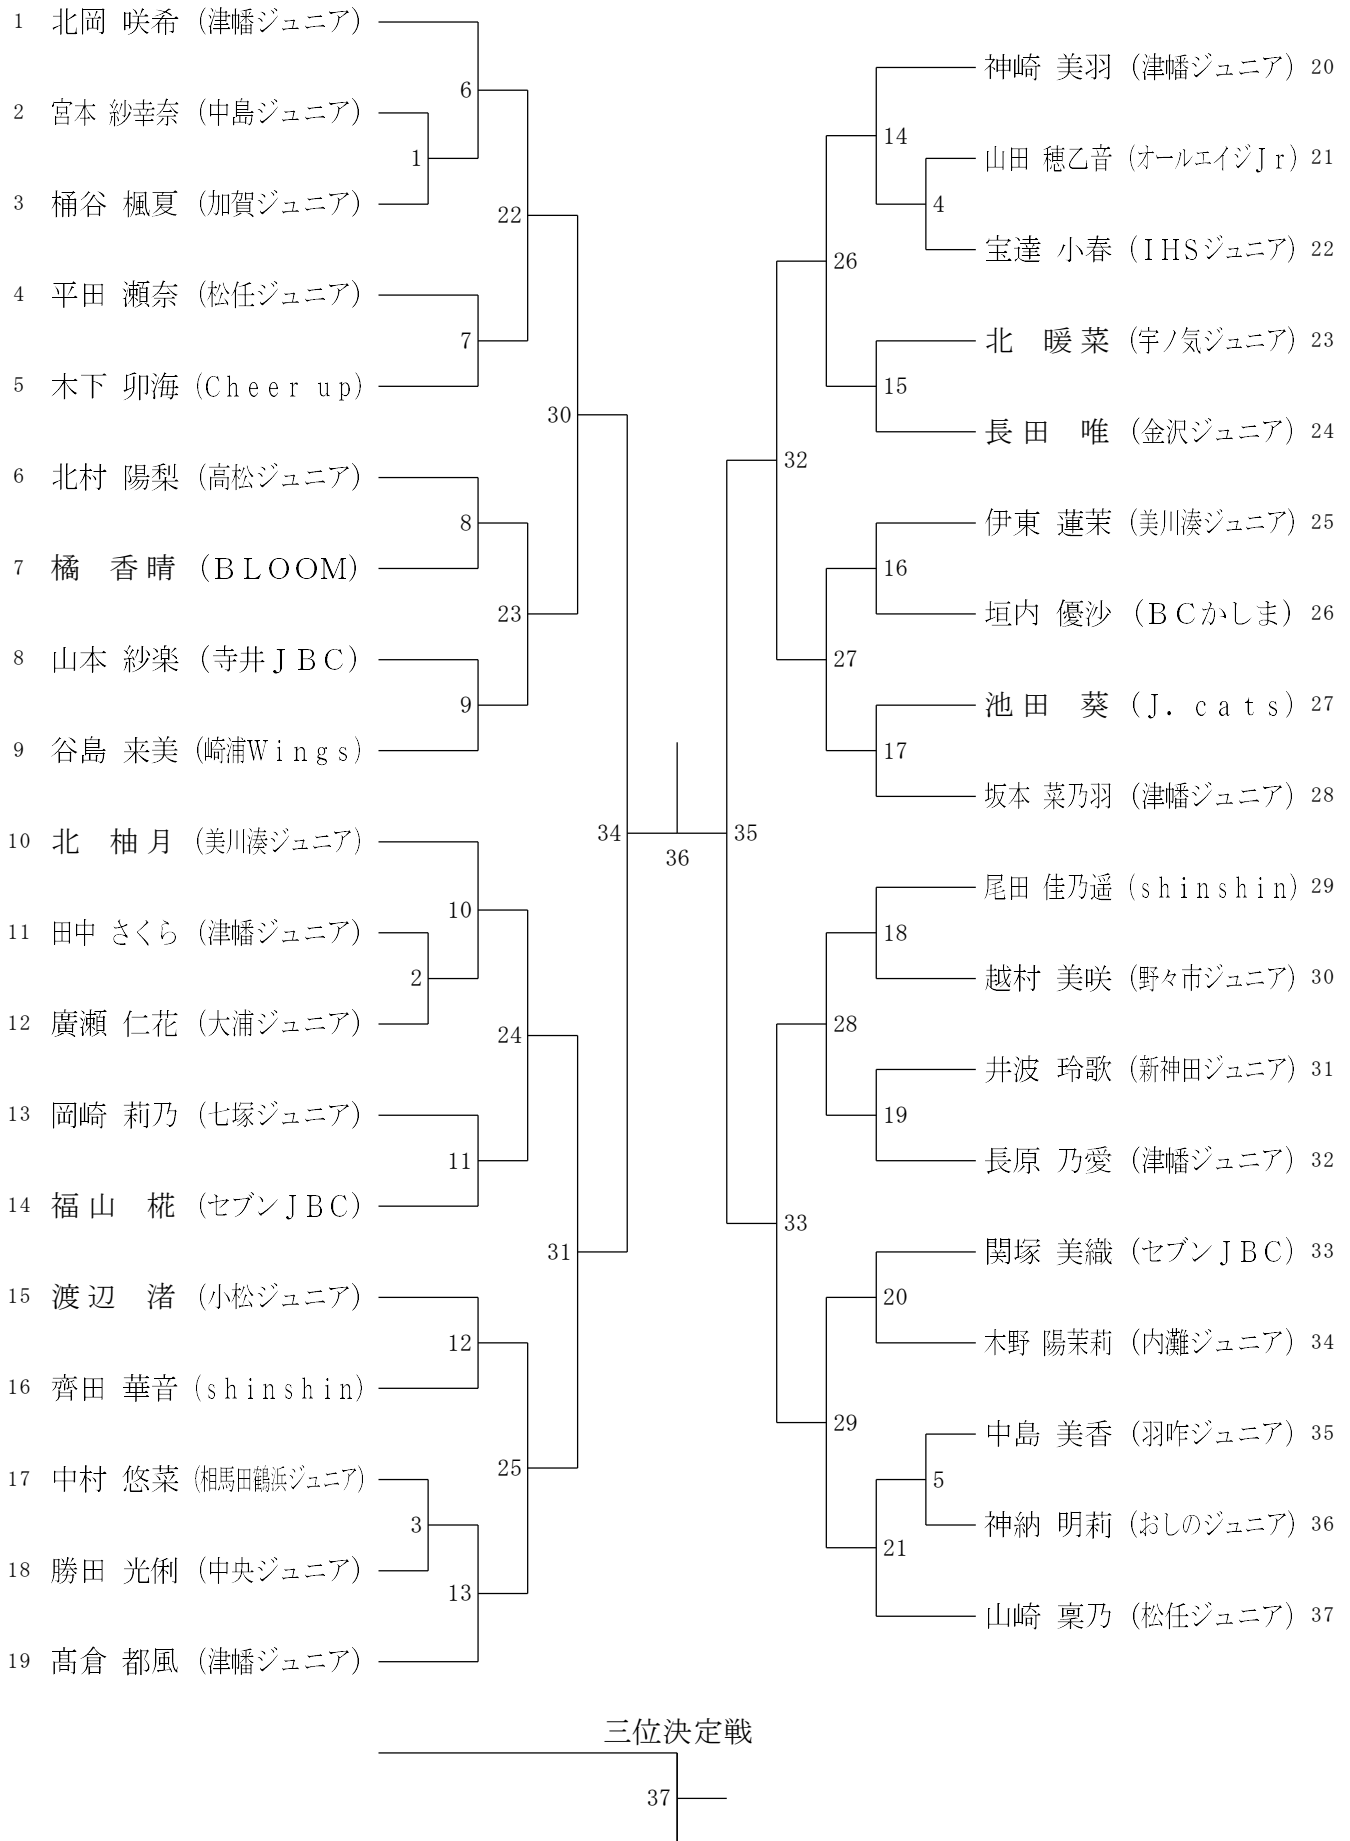 1 北岡 咲希 (津幡ジュニア)
2 宮本 紗幸奈 (中島ジュニア)
3 桶谷 楓夏 (加賀ジュニア)
4 平田 瀬奈 (松任ジュニア)
5 木下 卯海 (Cheer up)
6 北村 陽梨 (高松ジュニア)
7 橘 香晴 (BLOOM)
8 山本 紗楽 (寺井JBC)
9 谷島 来美 (崎浦Wings)
10 北 柚月 (美川湊ジュニア)
11 田中 さくら (津幡ジュニア)
12 廣瀬 仁花 (大浦ジュニア)
13 岡崎 莉乃 (七塚ジュニア)
14 福山 椛 (セブンJBC)
15 渡辺 渚 (小松ジュニア)
16 齊田 華音 (shinshin)
17 中村 悠菜 (相馬田鶴浜ジュニア)
18 勝田 光俐 (中央ジュニア)
19 髙倉 都風 (津幡ジュニア)
6
1
22
7
30
8
23
9
34
10
2
24
11
31
12
25
3
13
36
神崎 美羽 (津幡ジュニア) 20
山田 穂乙音 (オールエイジJr) 21
宝達 小春 (IHSジュニア) 22
北 暖菜 (宇ノ気ジュニア) 23
長田 唯 (金沢ジュニア) 24
伊東 蓮茉 (美川湊ジュニア) 25
垣内 優沙 (BCかしま) 26
池田 葵 (J.cats) 27
坂本 菜乃羽 (津幡ジュニア) 28
尾田 佳乃遥 (shinshin) 29
越村 美咲 (野々市ジュニア) 30
井波 玲歌 (新神田ジュニア) 31
長原 乃愛 (津幡ジュニア) 32
関塚 美織 (セブンJBC) 33
木野 陽茉莉 (内灘ジュニア) 34
中島 美香 (羽咋ジュニア) 35
神納 明莉 (おしのジュニア) 36
山崎 稟乃 (松任ジュニア) 37
14
4
26
15
32
16
27
17
35
18
28
19
33
20
29
5
21
三位決定戦
37